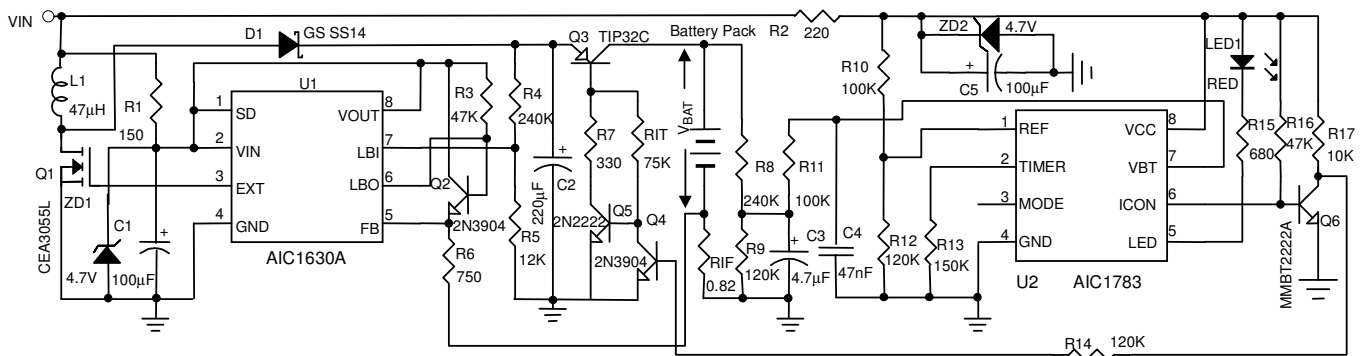 VIN
D1
GS SS14
Q3
TIP32C
Battery Pack
R2
220
ZD2
4.7V
C5
+
100μF
LED1
RED
L1
47μH
R1
150
U1
1
SD
2
VIN
3
EXT
4
GND
VOUT
8
LBI
7
LBO
6
FB
5
AIC1630A
Q1
ZD1
CEA3055L
C1
4.7V
+
100μF
R3
47K
R4
240K
Q2
2N3904
R6
750
R5
12K
+
220μF
C2
R7
330
RIT
75K
2N2222
Q5
Q4
2N3904
VBAT
RIF
0.82
R8
240K
R9
120K
R11
100K
+
C3
4.7μF
C4
47nF
R10
100K
R12
120K
R13
150K
1
REF
2
TIMER
3
MODE
4
GND
VCC
8
VBT
7
ICON
6
LED
5
U2
AIC1783
R15
680
R16
47K
R17
10K
Q6
MMBT2222A
R14
120K